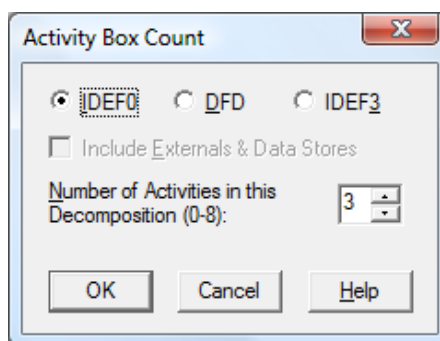 Activity Box Count
IDEF0 DFD IDEF3
Include Externals & Data Stores
Number of Activities in this
Decomposition (0-8):
3
OK Cancel Help